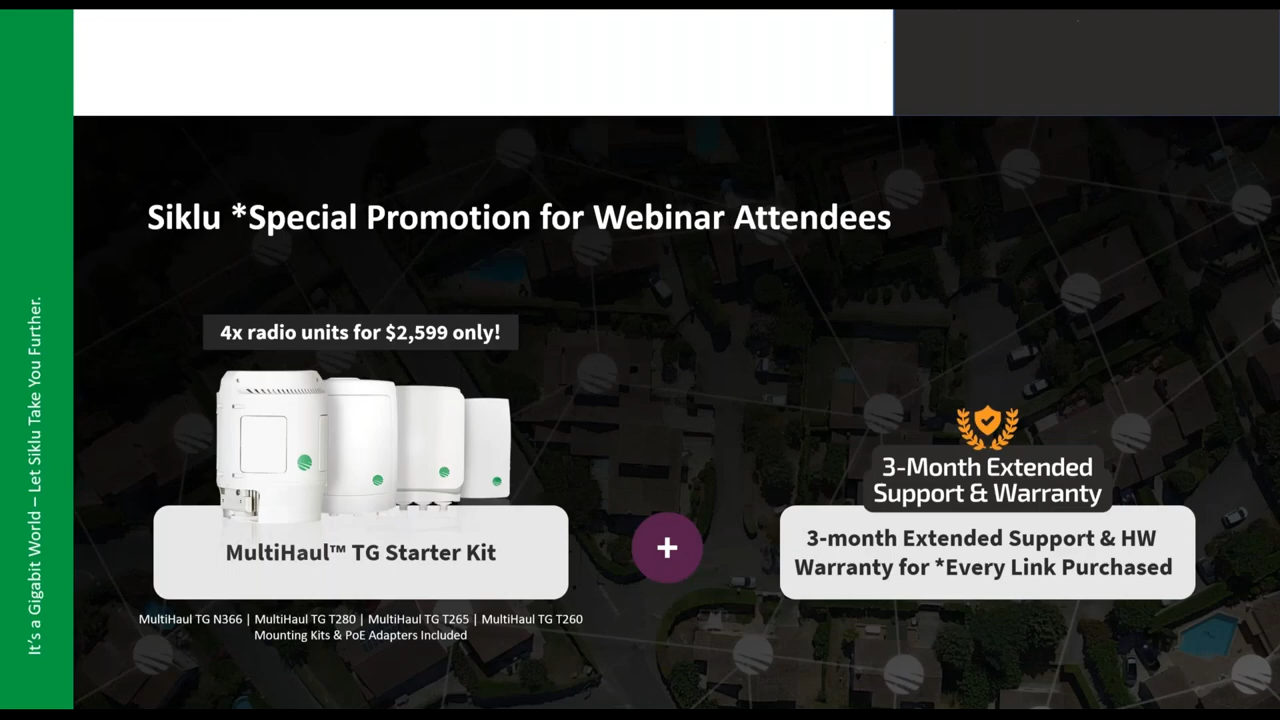 It's a Gigabit World – Let Siklu Take You Further.
Siklu *Special Promotion for Webinar Attendees
4x radio units for $2,599 only!
MultiHaul™ TG Starter Kit
MultiHaul TG N366 | MultiHaul TG T280 | MultiHaul TG T265 | MultiHaul TG T260
Mounting Kits & PoE Adapters Included
+
3-Month Extended
Support & Warranty
3-month Extended Support & HW
Warranty for *Every Link Purchased